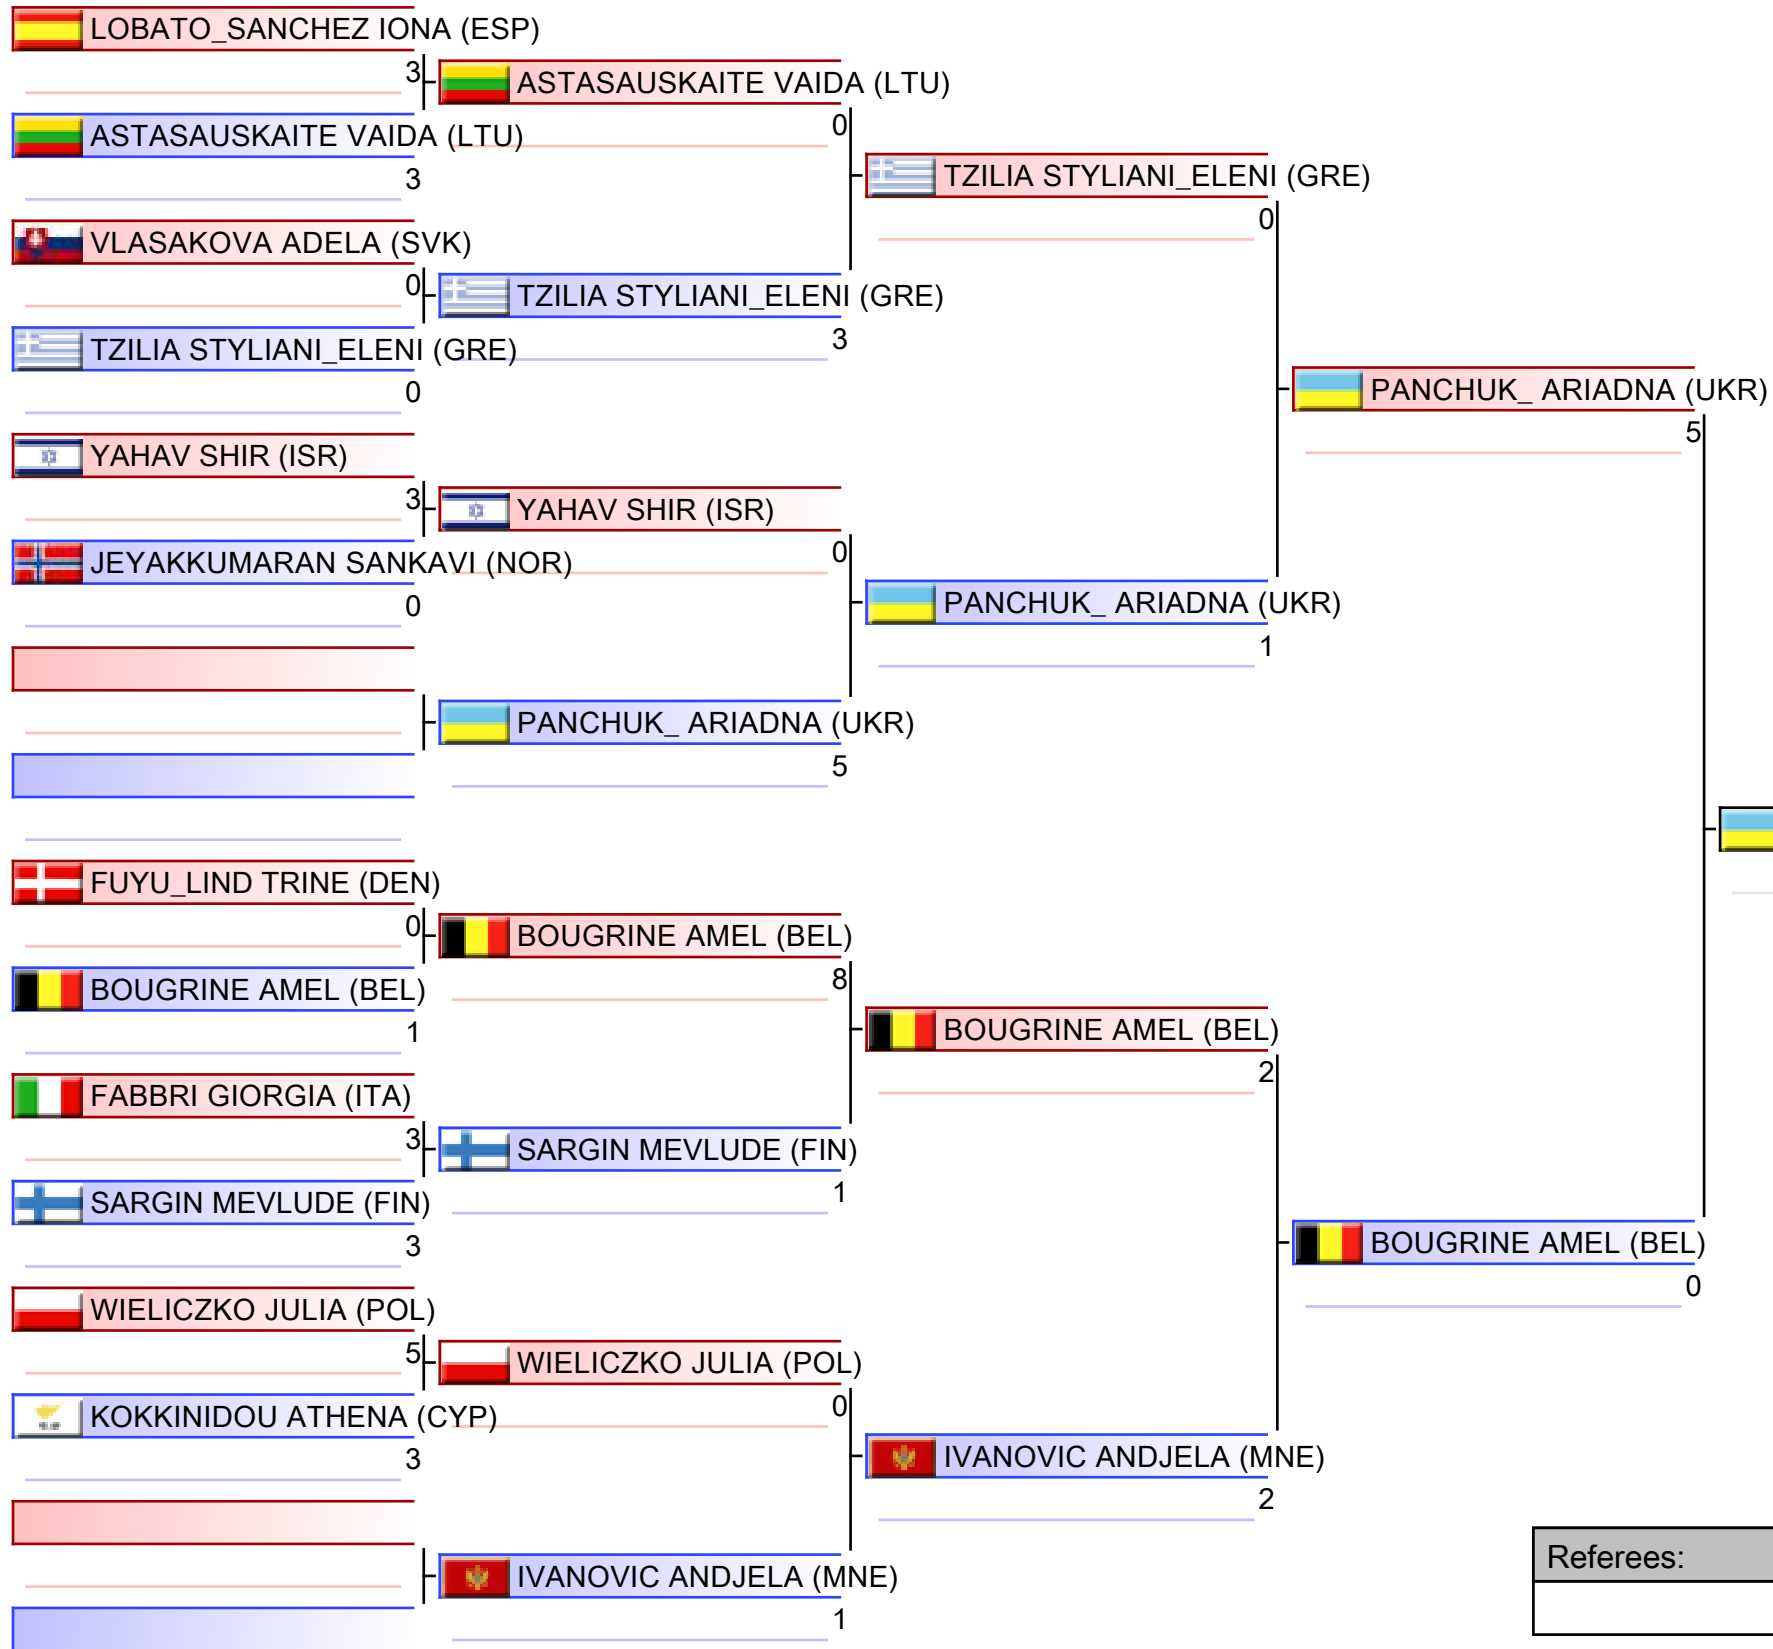 LOBATO_SANCHEZ IONA (ESP)
3
ASTASAUSKAITE VAIDA (LTU)
3
VLASAKOVA ADELA (SVK)
0
TZILIA STYLIANI_ELENI (GRE)
0
YAHAV SHIR (ISR)
3
JEYAKKUMARAN SANKAVI (NOR)
0
FUYU_LIND TRINE (DEN)
0
BOUGRINE AMEL (BEL)
1
FABBRI GIORGIA (ITA)
3
SARGIN MEVLUDE (FIN)
3
WIELICZKO JULIA (POL)
5
KOKKINIDOU ATHENA (CYP)
3
ASTASAUSKAITE VAIDA (LTU)
0
TZILIA STYLIANI_ELENI (GRE)
3
YAHAV SHIR (ISR)
0
PANCHUK_ ARIADNA (UKR)
5
BOUGRINE AMEL (BEL)
8
SARGIN MEVLUDE (FIN)
1
WIELICZKO JULIA (POL)
0
IVANOVIC ANDJELA (MNE)
1
TZILIA STYLIANI_ELENI (GRE)
0
PANCHUK_ ARIADNA (UKR)
1
BOUGRINE AMEL (BEL)
2
IVANOVIC ANDJELA (MNE)
2
PANCHUK_ ARIADNA (UKR)
5
BOUGRINE AMEL (BEL)
0
Referees: